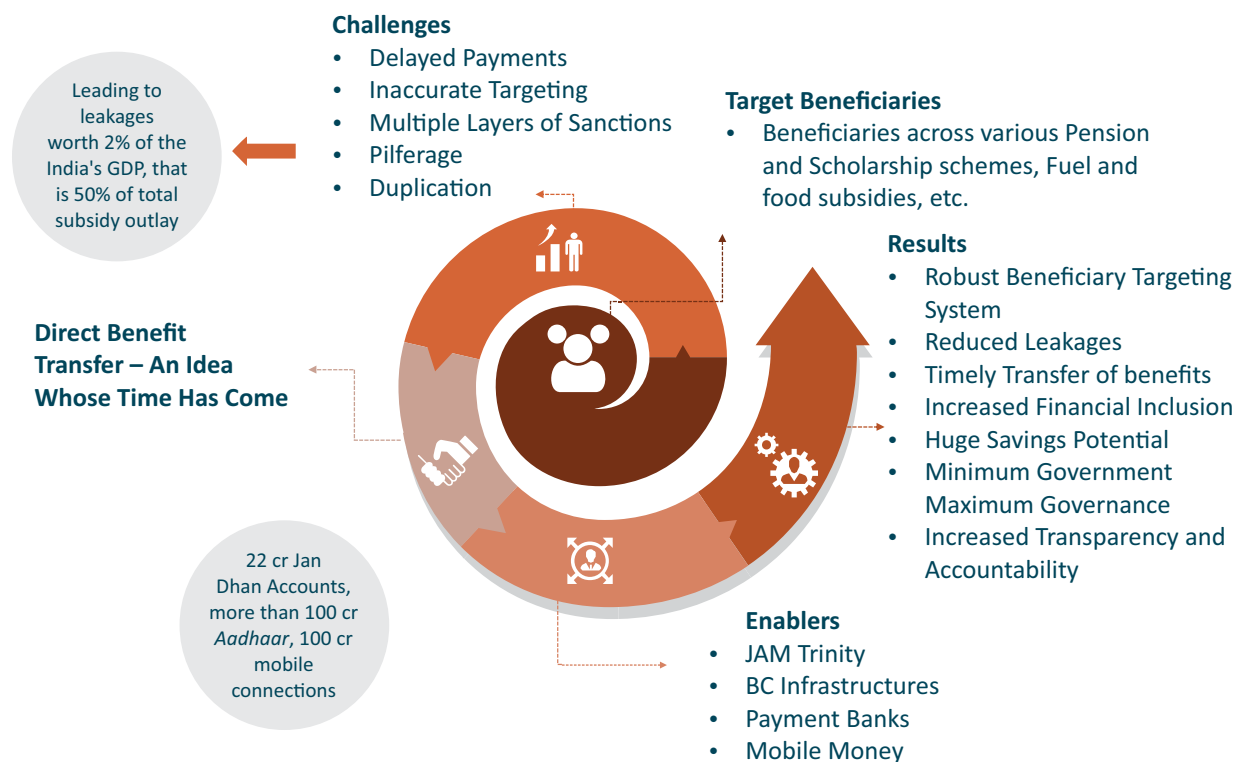 Challenges
• Delayed Payments
• Inaccurate Targeting
• Multiple Layers of Sanctions
• Pilferage
• Duplication
Leading to
leakages
worth 2% of the
India's GDP, that
is 50% of total
subsidy outlay
Target Beneficiaries
• Beneficiaries across various Pension
and Scholarship schemes, Fuel and
food subsidies, etc.
Results
• Robust Beneficiary Targeting
System
• Reduced Leakages
• Timely Transfer of benefits
• Increased Financial Inclusion
• Huge Savings Potential
• Minimum Government
Maximum Governance
• Increased Transparency and
Accountability
Direct Benefit
Transfer – An Idea
Whose Time Has Come
22 cr Jan
Dhan Accounts,
more than 100 cr
Aadhaar, 100 cr
mobile
connections
Enablers
• JAM Trinity
• BC Infrastructures
• Payment Banks
• Mobile Money